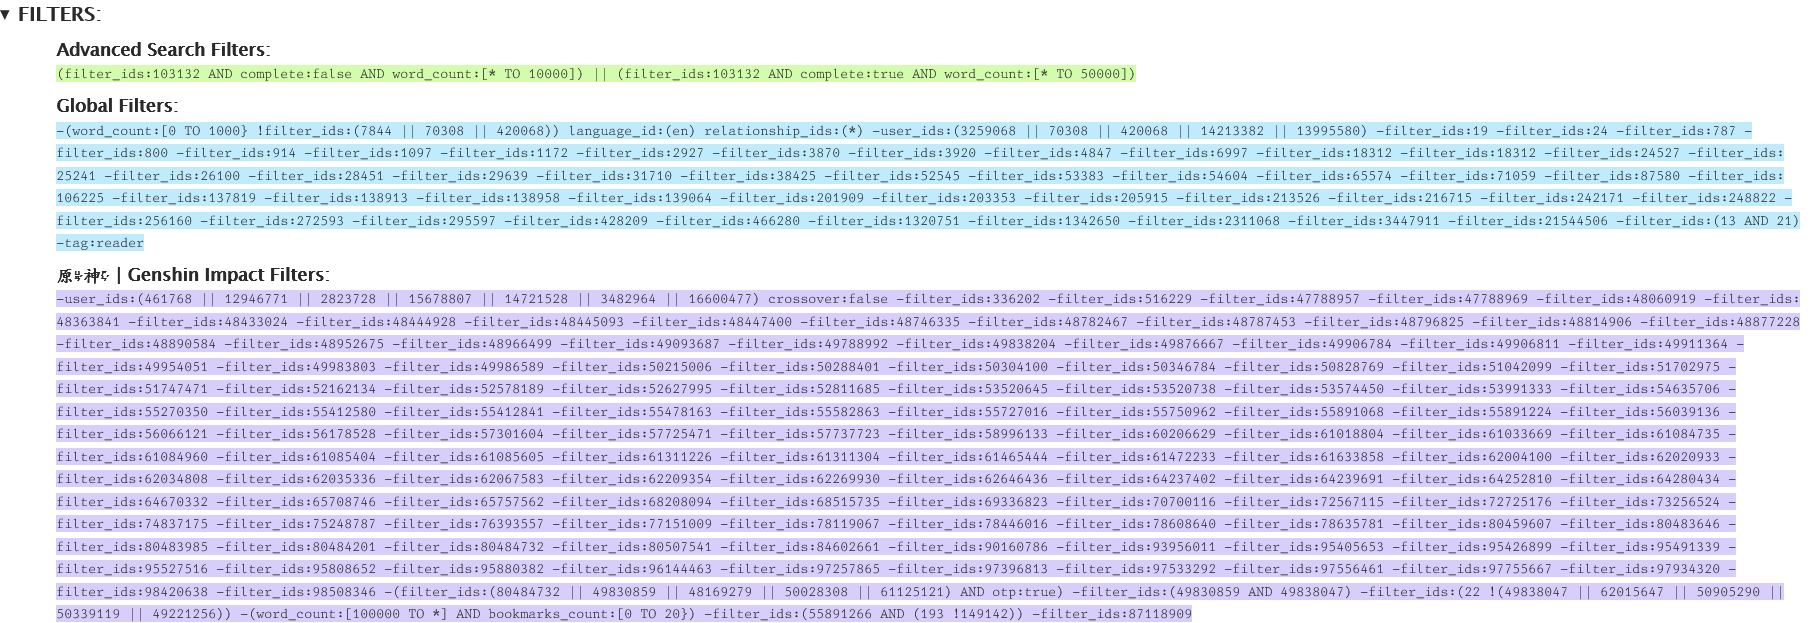 ▼ FILTERS:
Advanced Search Filters:
(filter_ids:103132 AND complete:false AND word_count:[* TO 10000]) || (filter_ids:103132 AND complete:true AND word_count:[* TO 50000])
Global Filters:
-(word_count:[0 TO 1000} !filter_ids:(7844 || 70308 || 420068)) language_id:(en) relationship_ids:(*) -user_ids:(3259068 || 70308 || 420068 || 14213382 || 13995580) -filter_ids:19 -filter_ids:24 -filter_ids:787 -
filter_ids:800 -filter_ids:914 -filter_ids:1097 -filter_ids:1172 -filter_ids:2927 -filter_ids:3870 -filter_ids:3920 -filter_ids:4847 -filter_ids:6997 -filter_ids:18312 -filter_ids:18312 -filter_ids:24527 -filter_ids:
25241 -filter_ids:26100 -filter_ids:28451 -filter_ids:29639 -filter_ids:31710 -filter_ids:38425 -filter_ids:52545 -filter_ids:53383 -filter_ids:54604 -filter_ids:65574 -filter_ids:71059 -filter_ids:87580 -filter_ids:
106225 -filter_ids:137819 -filter_ids:138913 -filter_ids:138958 -filter_ids:139064 -filter_ids:201909 -filter_ids:203353 -filter_ids:205915 -filter_ids:213526 -filter_ids:216715 -filter_ids:242171 -filter_ids:248822 -
filter_ids:256160 -filter_ids:272593 -filter_ids:295597 -filter_ids:428209 -filter_ids:466280 -filter_ids:1320751 -filter_ids:1342650 -filter_ids:2311068 -filter_ids:3447911 -filter_ids:21544506 -filter_ids:(13 AND 21)
-tag:reader
原神 | Genshin Impact Filters:
-user_ids:(461768 || 12946771 || 2823728 || 15678807 || 14721528 || 3482964 || 16600477) crossover:false -filter_ids:336202 -filter_ids:516229 -filter_ids:47788957 -filter_ids:47788969 -filter_ids:48060919 -filter_ids:
48363841 -filter_ids:48433024 -filter_ids:48444928 -filter_ids:48445093 -filter_ids:48447400 -filter_ids:48746335 -filter_ids:48782467 -filter_ids:48787453 -filter_ids:48796825 -filter_ids:48814906 -filter_ids:48877228
-filter_ids:48890584 -filter_ids:48952675 -filter_ids:48966499 -filter_ids:49093687 -filter_ids:49788992 -filter_ids:49838204 -filter_ids:49876667 -filter_ids:49906784 -filter_ids:49906811 -filter_ids:49911364 -
filter_ids:49954051 -filter_ids:49983803 -filter_ids:49986589 -filter_ids:50215006 -filter_ids:50288401 -filter_ids:50304100 -filter_ids:50346784 -filter_ids:50828769 -filter_ids:51042099 -filter_ids:51702975 -
filter_ids:51747471 -filter_ids:52162134 -filter_ids:52578189 -filter_ids:52627995 -filter_ids:52811685 -filter_ids:53520645 -filter_ids:53520738 -filter_ids:53574450 -filter_ids:53991333 -filter_ids:54635706 -
filter_ids:55270350 -filter_ids:55412580 -filter_ids:55412841 -filter_ids:55478163 -filter_ids:55582863 -filter_ids:55727016 -filter_ids:55750962 -filter_ids:55891068 -filter_ids:55891224 -filter_ids:56039136 -
filter_ids:56066121 -filter_ids:56178528 -filter_ids:57301604 -filter_ids:57725471 -filter_ids:57737723 -filter_ids:58996133 -filter_ids:60206629 -filter_ids:61018804 -filter_ids:61033669 -filter_ids:61084735 -
filter_ids:61084960 -filter_ids:61085404 -filter_ids:61085605 -filter_ids:61311226 -filter_ids:61311304 -filter_ids:61465444 -filter_ids:61472233 -filter_ids:61633858 -filter_ids:62004100 -filter_ids:62020933 -
filter_ids:62034808 -filter_ids:62035336 -filter_ids:62067583 -filter_ids:62209354 -filter_ids:62269930 -filter_ids:62646436 -filter_ids:64237402 -filter_ids:64239691 -filter_ids:64252810 -filter_ids:64280434 -
filter_ids:64670332 -filter_ids:65708746 -filter_ids:65757562 -filter_ids:68208094 -filter_ids:68515735 -filter_ids:69336823 -filter_ids:70700116 -filter_ids:72567115 -filter_ids:72725176 -filter_ids:73256524 -
filter_ids:74837175 -filter_ids:75248787 -filter_ids:76393557 -filter_ids:77151009 -filter_ids:78119067 -filter_ids:78446016 -filter_ids:78608640 -filter_ids:78635781 -filter_ids:80459607 -filter_ids:80483646 -
filter_ids:80483985 -filter_ids:80484201 -filter_ids:80484732 -filter_ids:80507541 -filter_ids:84602661 -filter_ids:90160786 -filter_ids:93956011 -filter_ids:95405653 -filter_ids:95426899 -filter_ids:95491339 -
filter_ids:95527516 -filter_ids:95808652 -filter_ids:95880382 -filter_ids:96144463 -filter_ids:97257865 -filter_ids:97396813 -filter_ids:97533292 -filter_ids:97556461 -filter_ids:97755667 -filter_ids:97934320 -
filter_ids:98420638 -filter_ids:98508346 -(filter_ids:(80484732 || 49830859 || 48169279 || 50028308 || 61125121) AND otp:true) -filter_ids:(49830859 AND 49838047) -filter_ids:(22 !(49838047 || 62015647 || 50905290 ||
50339119 || 49221256)) -(word_count:[100000 TO *] AND bookmarks_count:[0 TO 20}) -filter_ids:(55891266 AND (193 !149142)) -filter_ids:87118909